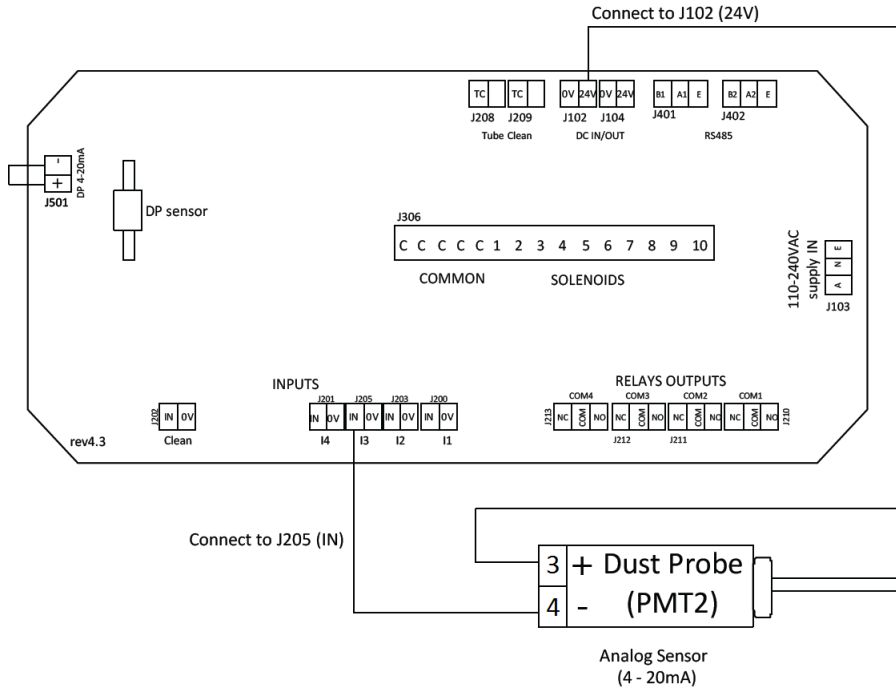 Connect to J102 (24V)
TC TC 0V 24V 0V 24V B1 A1 E B2 A2 E
J208 J209 J102 J104 J401 J402
Tube Clean DC IN/OUT RS485
- +
DP 4-20mA
J501
DP sensor
J306
C C C C C 1 2 3 4 5 6 7 8 9 10
COMMON SOLENOIDS
110-240VAC
supply IN
E N A
J103
INPUTS RELAYS OUTPUTS
J201 J205 J203 J200 COM4 COM3 COM2 COM1
J202 IN 0V IN 0V IN 0V IN 0V IN 0V J213 NC COM NO NC COM NO NC COM NO NC COM NO J210
rev4.3 Clean I4 I3 I2 I1 J212 J211
Connect to J205 (IN)
3 + Dust Probe
4 - (PMT2)
Analog Sensor
(4 - 20mA)